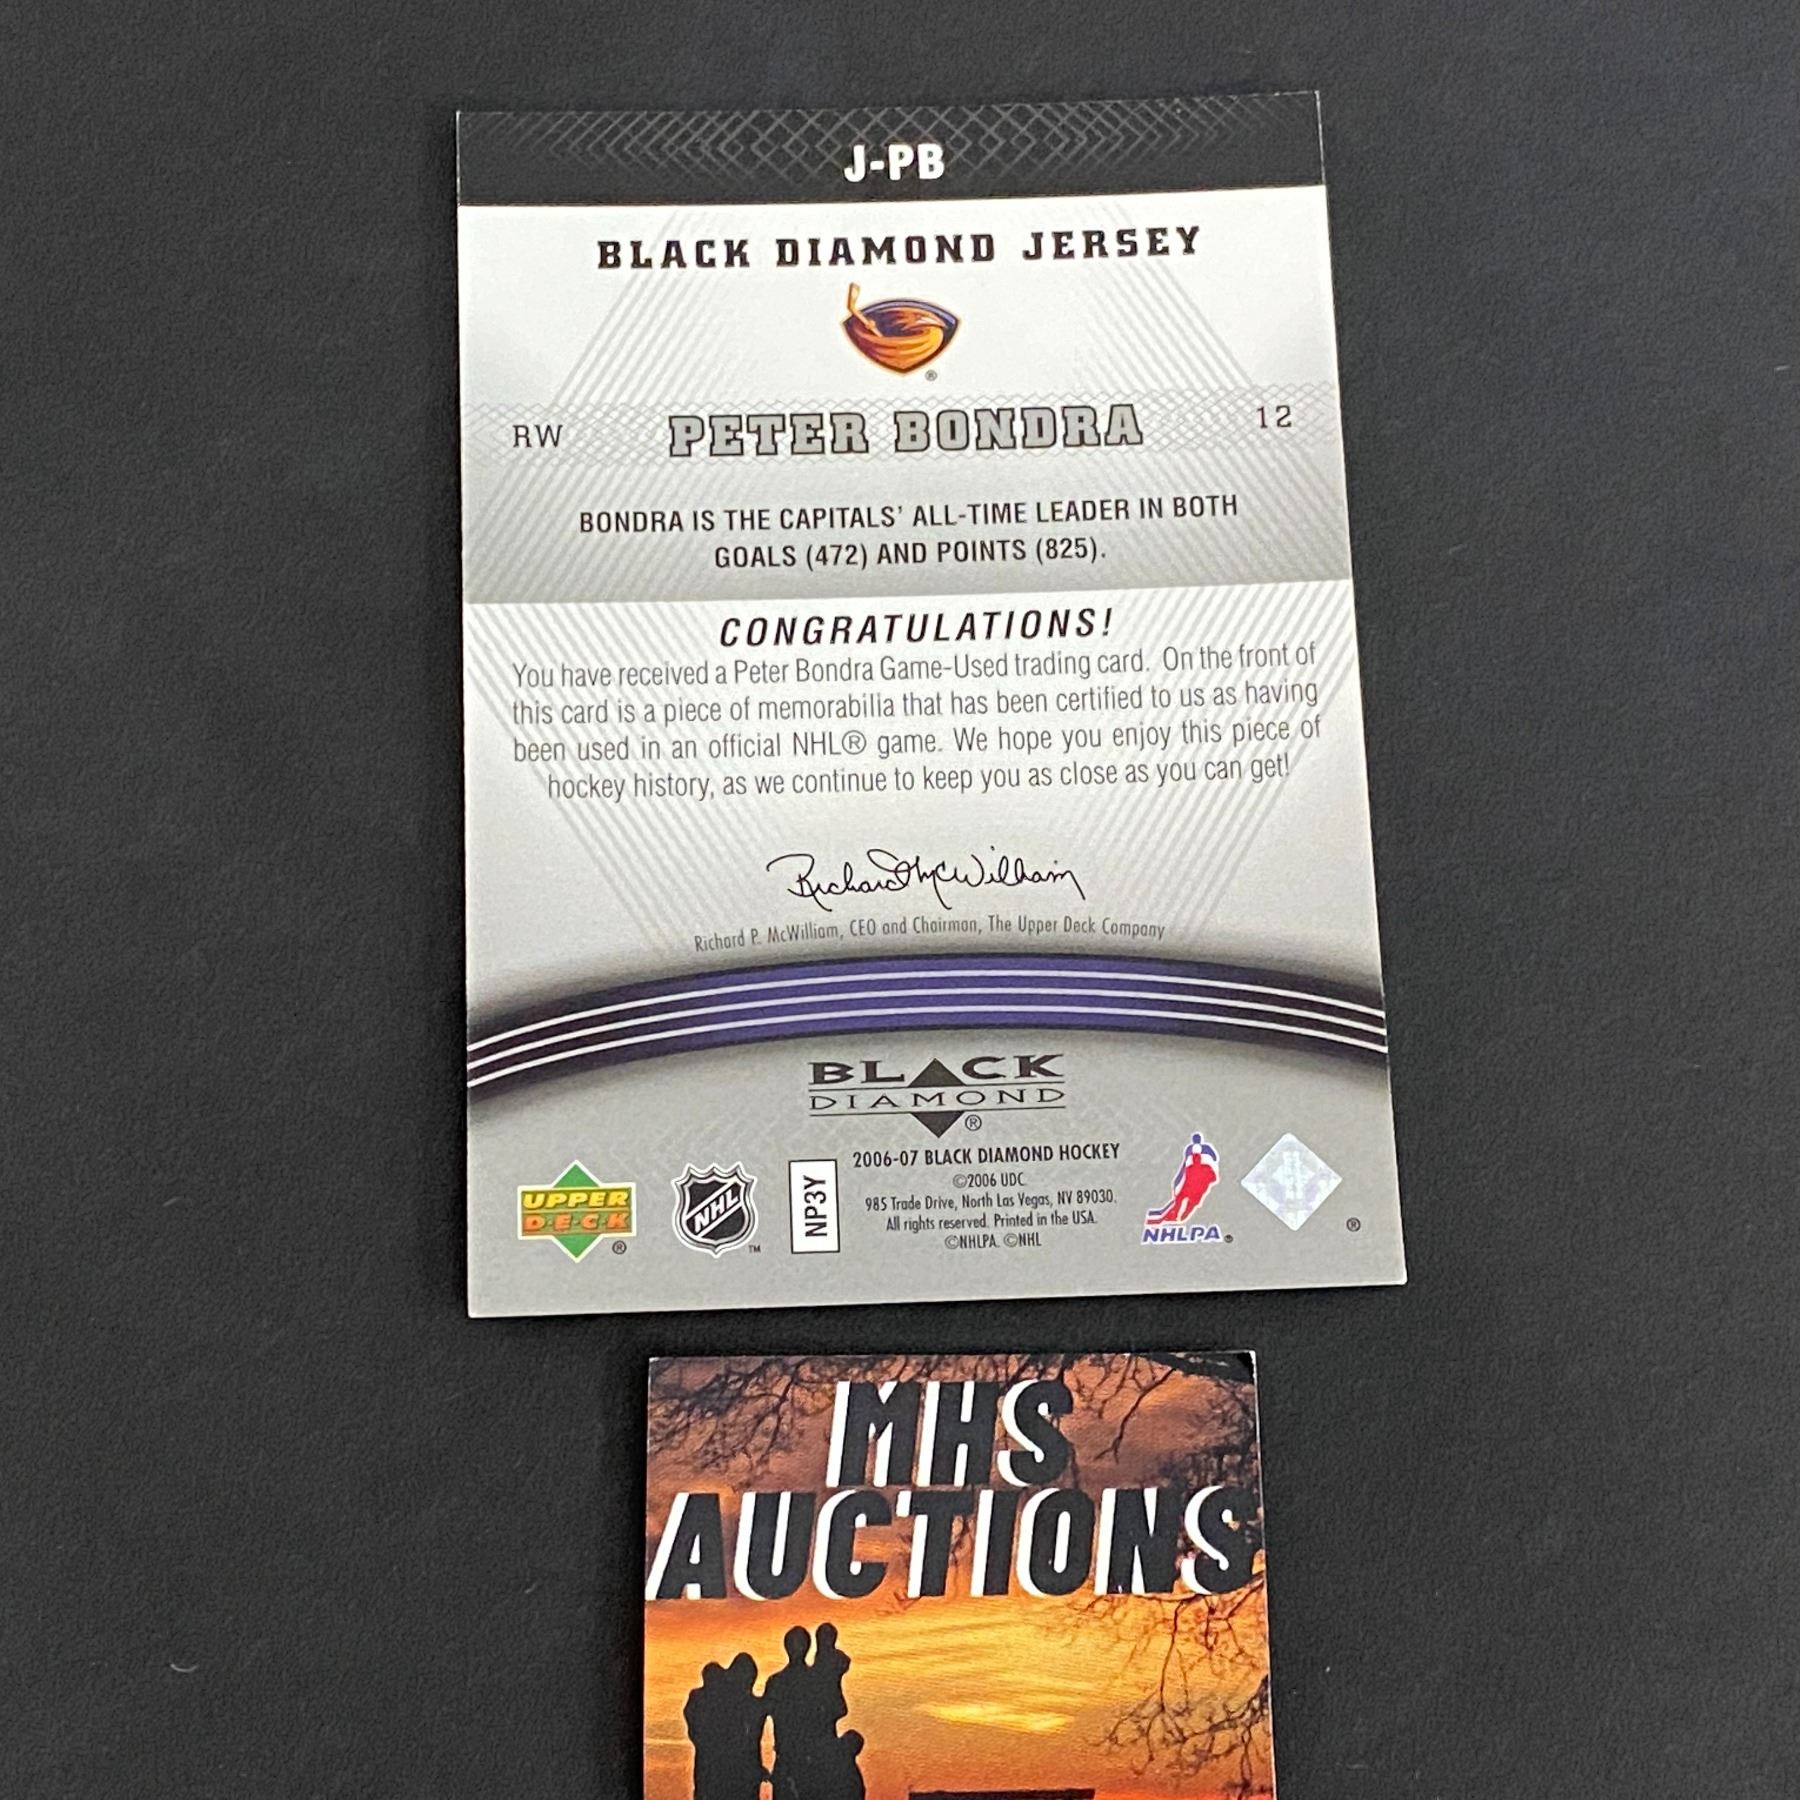 J-PB
BLACK DIAMOND JERSEY
®
RW PETER BONDRA 12
BONDRA IS THE CAPITALS' ALL-TIME LEADER IN BOTH
GOALS (472) AND POINTS (825).
CONGRATULATIONS!
You have received a Peter Bondra Game-Used trading card. On the front of
this card is a piece of memorabilia that has been certified to us as having
been used in an official NHL® game. We hope you enjoy this piece of
hockey history, as we continue to keep you as close as you can get!
Richard McWilliam
Richard P. McWilliam, CEO and Chairman, The Upper Deck Company
BLACK
DIAMOND
®
2006-07 BLACK DIAMOND HOCKEY
©2006 UDC
985 Trade Drive, North Las Vegas, NV 89030.
All rights reserved. Printed in the USA.
©NHLPA ©NHL
UPPER
DECK
®
NHL
™
NP3Y
NHLPA®
®
MHS
AUCTIONS